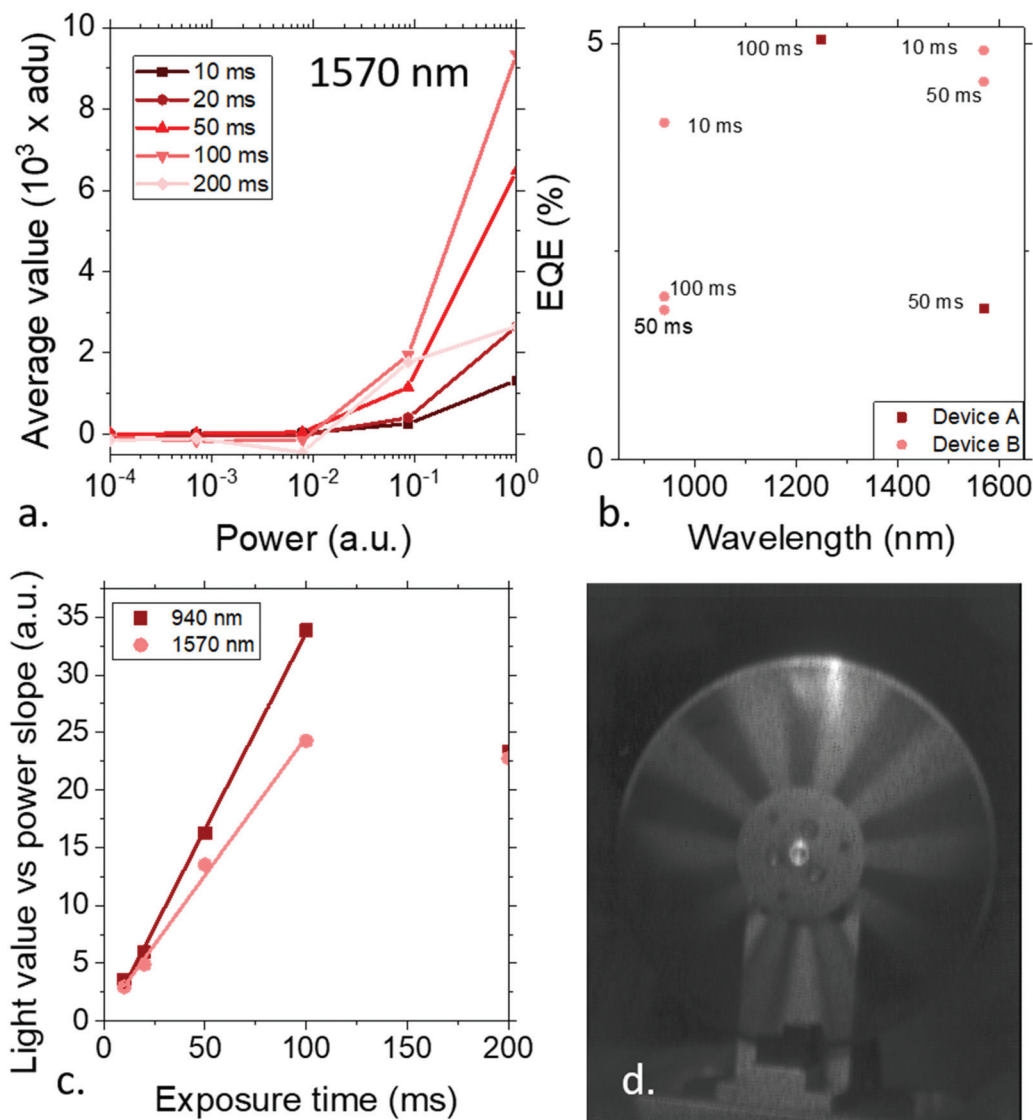 10
8
6
4
2
0
Average value (10³ x adu)
10 ms
20 ms
50 ms
100 ms
200 ms
1570 nm
10⁻⁴
10⁻³
10⁻²
10⁻¹
10⁰
Power (a.u.)
a.
5
0
EQE (%)
100 ms
10 ms
50 ms
10 ms
100 ms
50 ms
50 ms
Device A
Device B
1000
1200
1400
1600
Wavelength (nm)
b.
35
30
25
20
15
10
5
0
Light value vs power slope (a.u.)
940 nm
1570 nm
0
50
100
150
200
Exposure time (ms)
c.
d.